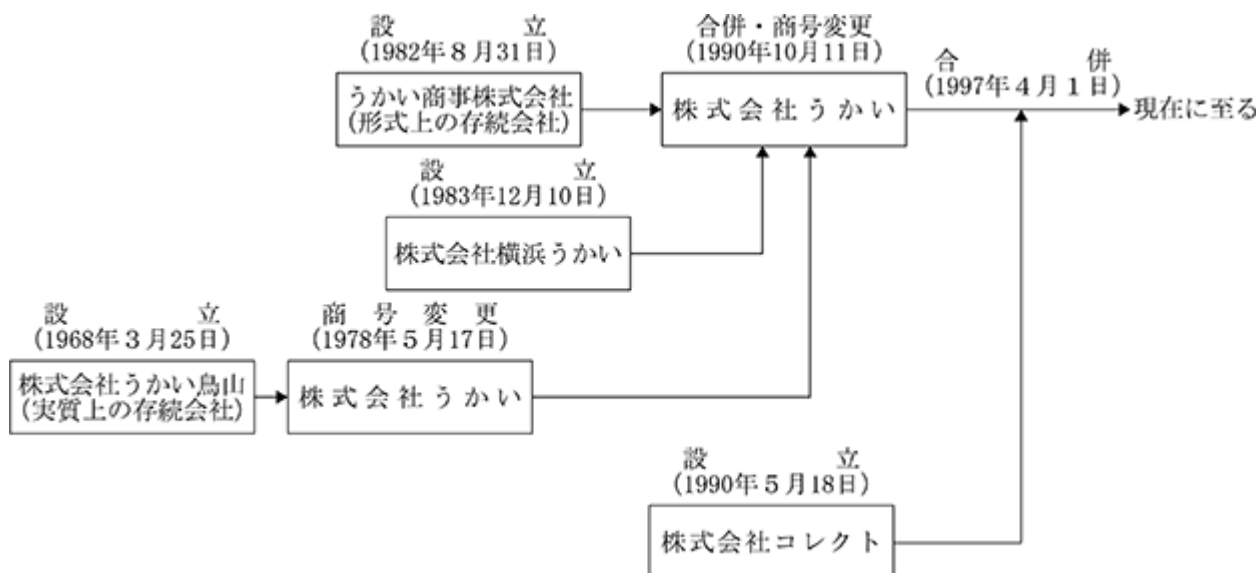 設立
(1982年8月31日)
うかい商事株式会社
(形式上の存続会社)
合併・商号変更
(1990年10月11日)
株式会社うかい
合併
(1997年4月1日)
現在に至る
設立
(1983年12月10日)
株式会社横浜うかい
設立
(1968年3月25日)
株式会社うかい鳥山
(実質上の存続会社)
商号変更
(1978年5月17日)
株式会社うかい
設立
(1990年5月18日)
株式会社コレクト